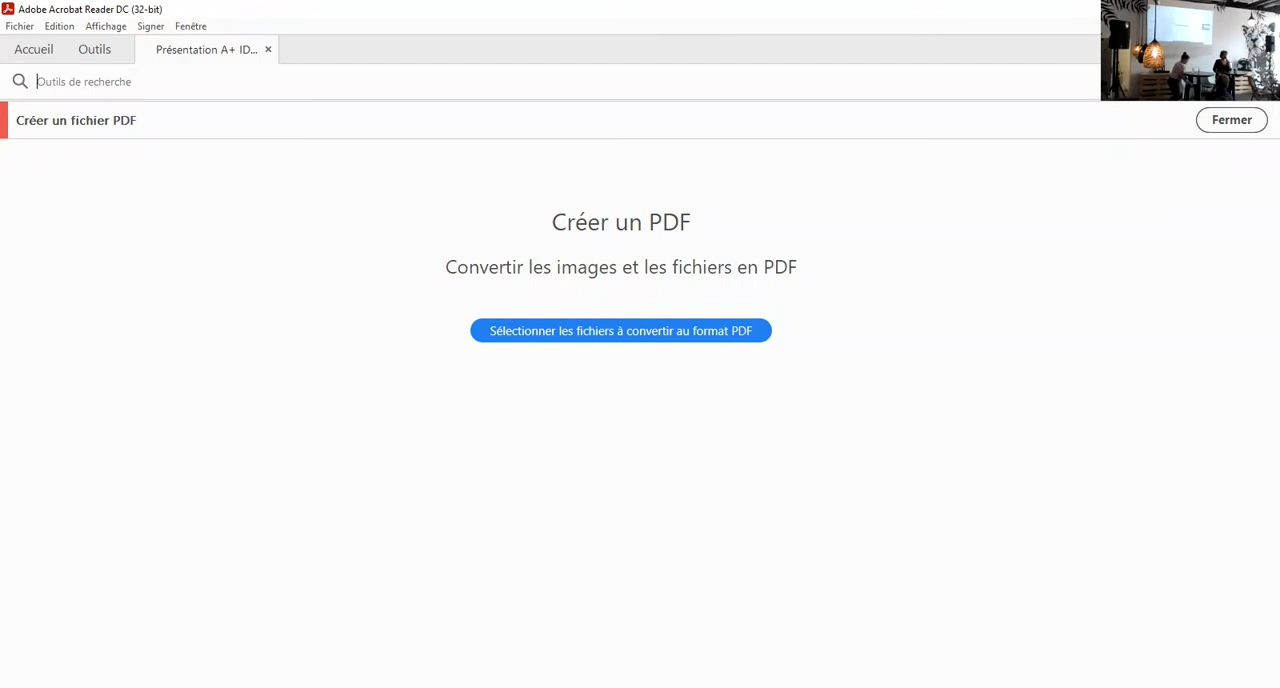 Adobe Acrobat Reader DC (32-bit)
Fichier Edition Affichage Signer Fenêtre
Accueil Outils Présentation A+ ID... ×
Outils de recherche
Créer un fichier PDF Fermer
Créer un PDF
Convertir les images et les fichiers en PDF
Sélectionner les fichiers à convertir au format PDF